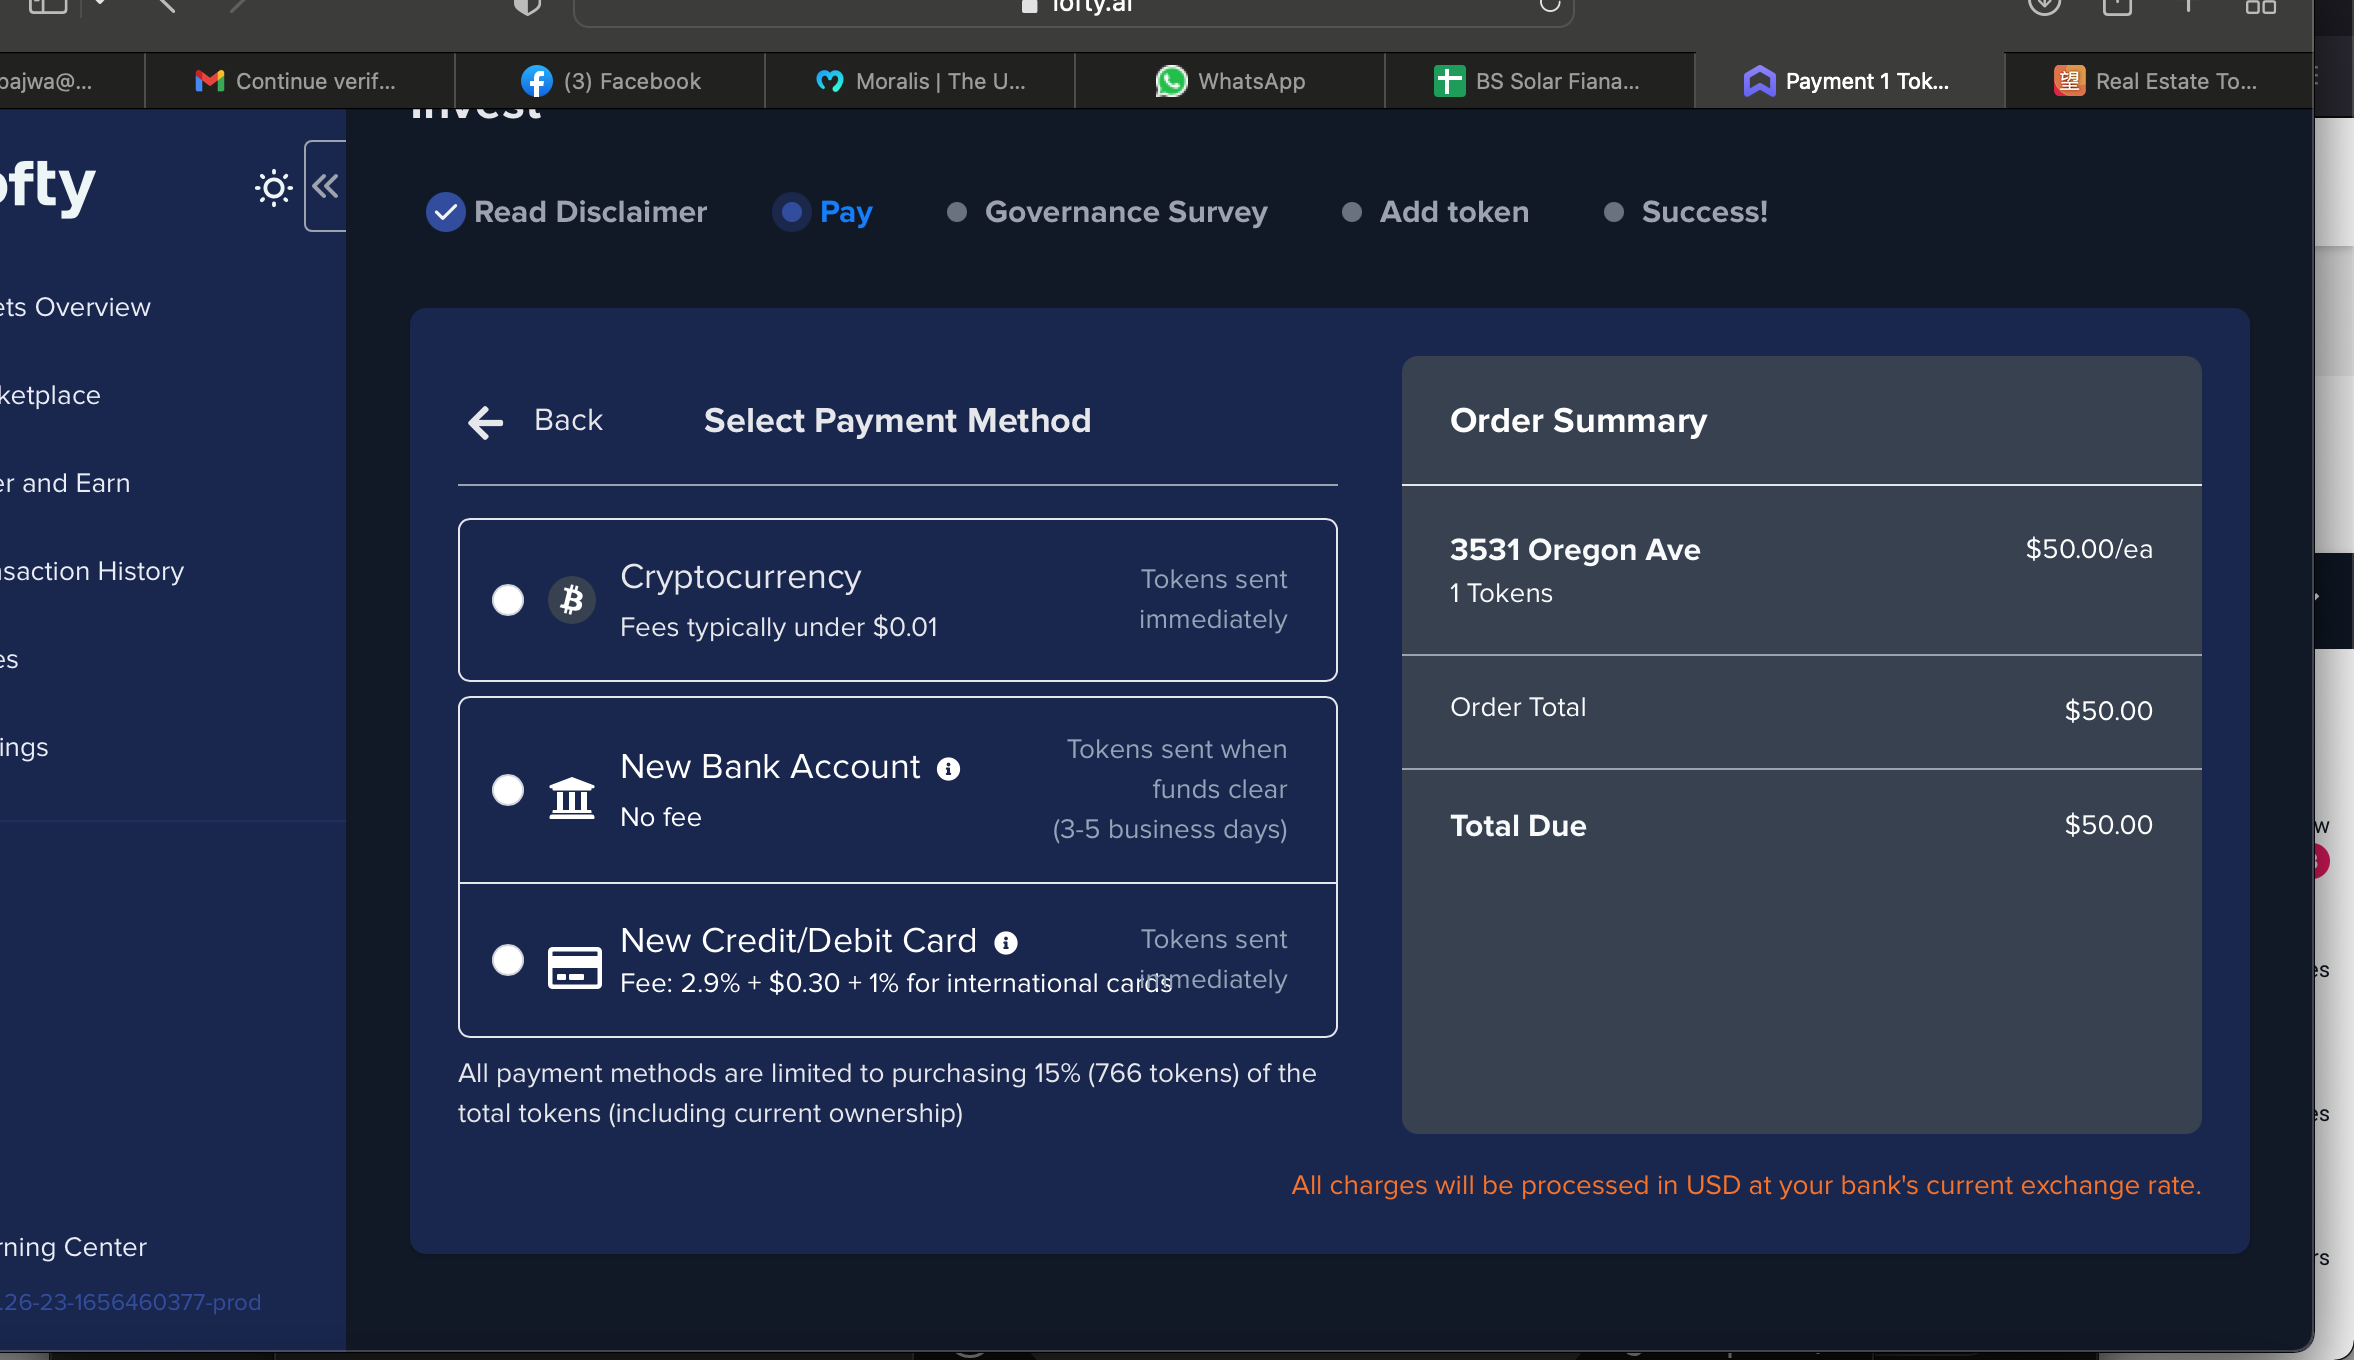 lofty.ai
bajwa@...
Continue verif...
(3) Facebook
Moralis | The U...
WhatsApp
BS Solar Fiana...
Payment 1 Tok...
Real Estate To...
ofty
ets Overview
ketplace
er and Earn
nsaction History
es
ings
rning Center
.26-23-1656460377-prod
Invest
Read Disclaimer
Pay
Governance Survey
Add token
Success!
Back
Select Payment Method
Cryptocurrency
Fees typically under $0.01
Tokens sent
immediately
New Bank Account
No fee
Tokens sent when
funds clear
(3-5 business days)
New Credit/Debit Card
Fee: 2.9% + $0.30 + 1% for international cards
Tokens sent
immediately
All payment methods are limited to purchasing 15% (766 tokens) of the
total tokens (including current ownership)
Order Summary
3531 Oregon Ave
$50.00/ea
1 Tokens
Order Total
$50.00
Total Due
$50.00
All charges will be processed in USD at your bank's current exchange rate.